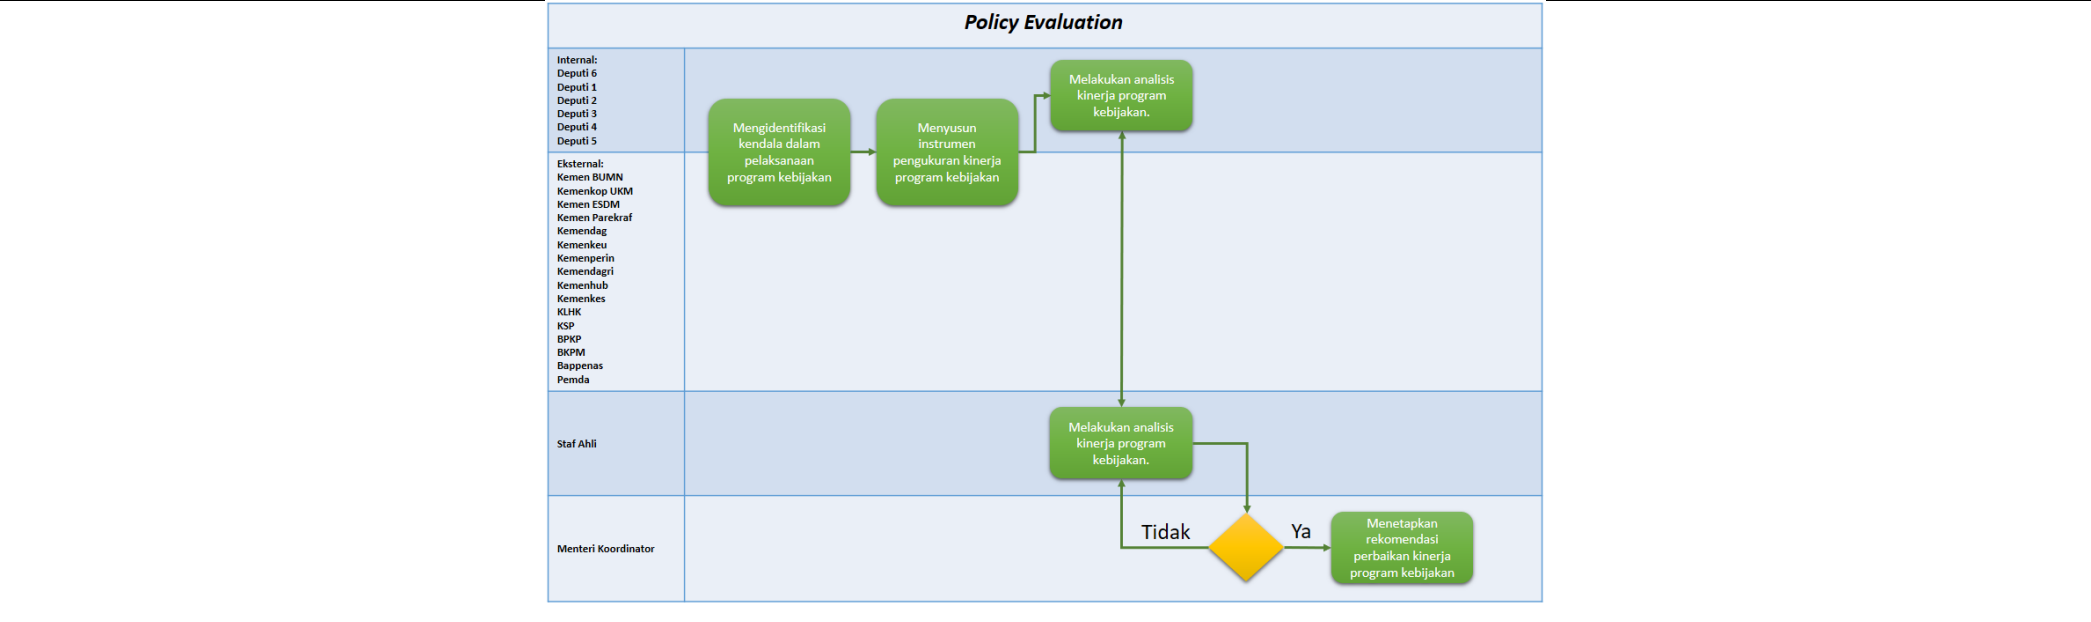 Policy Evaluation
Internal:
Deputi 6
Deputi 1
Deputi 2
Deputi 3
Deputi 4
Deputi 5
Mengidentifikasi
kendala dalam
pelaksanaan
program kebijakan
Menyusun
instrumen
pengukuran kinerja
program kebijakan
Melakukan analisis
kinerja program
kebijakan.
Eksternal:
Kemen BUMN
Kemenkop UKM
Kemen ESDM
Kemen Parekraf
Kemendag
Kemenkeu
Kemenperin
Kemendagri
Kemenhub
Kemenkes
KLHK
KSP
BPKP
BKPM
Bappenas
Pemda
Staf Ahli
Melakukan analisis
kinerja program
kebijakan.
Menteri Koordinator
Tidak
Ya
Menetapkan
rekomendasi
perbaikan kinerja
program kebijakan